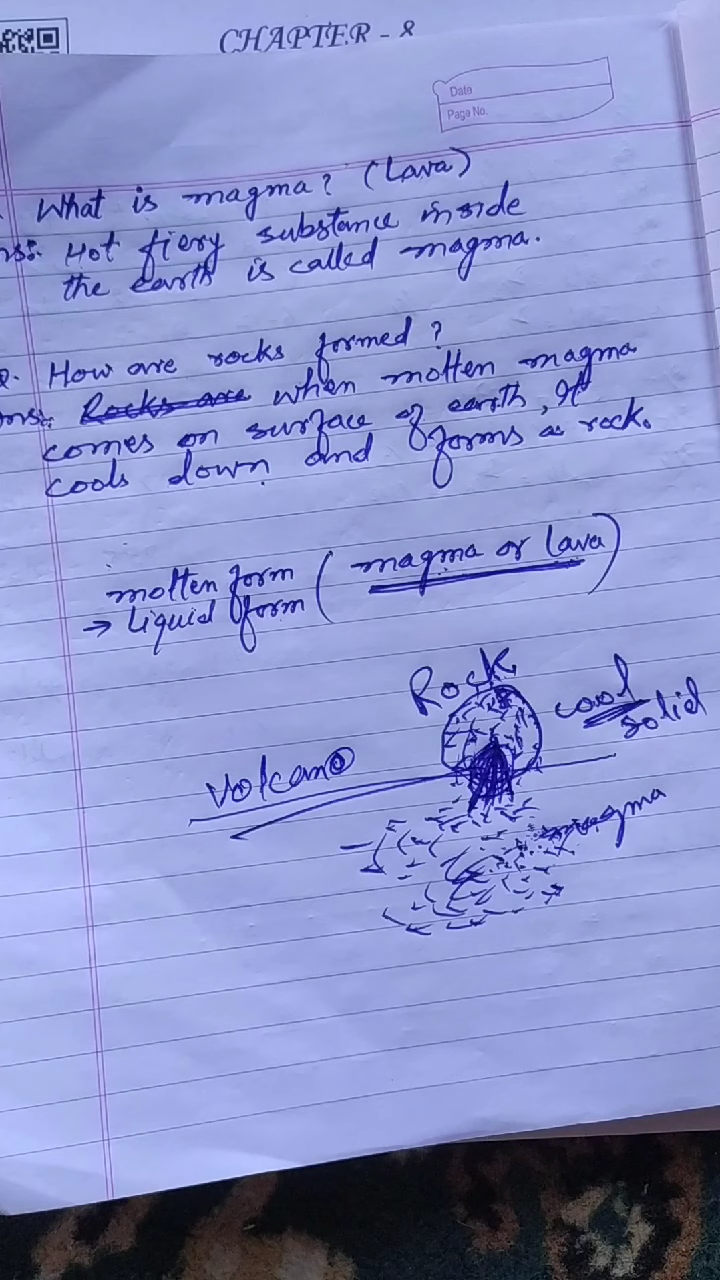 CHAPTER - 8
Date
Page No.
What is magma? (Lava)
ns: Hot fiery substance inside
the earth is called magma.
How are rocks formed?
ns: Rocks are when molten magma
comes on surface of earth, It
cools down and forms a rock.
molten form (magma or lava)
→ Liquid form
Rock
cool
solid
Volcano
magma